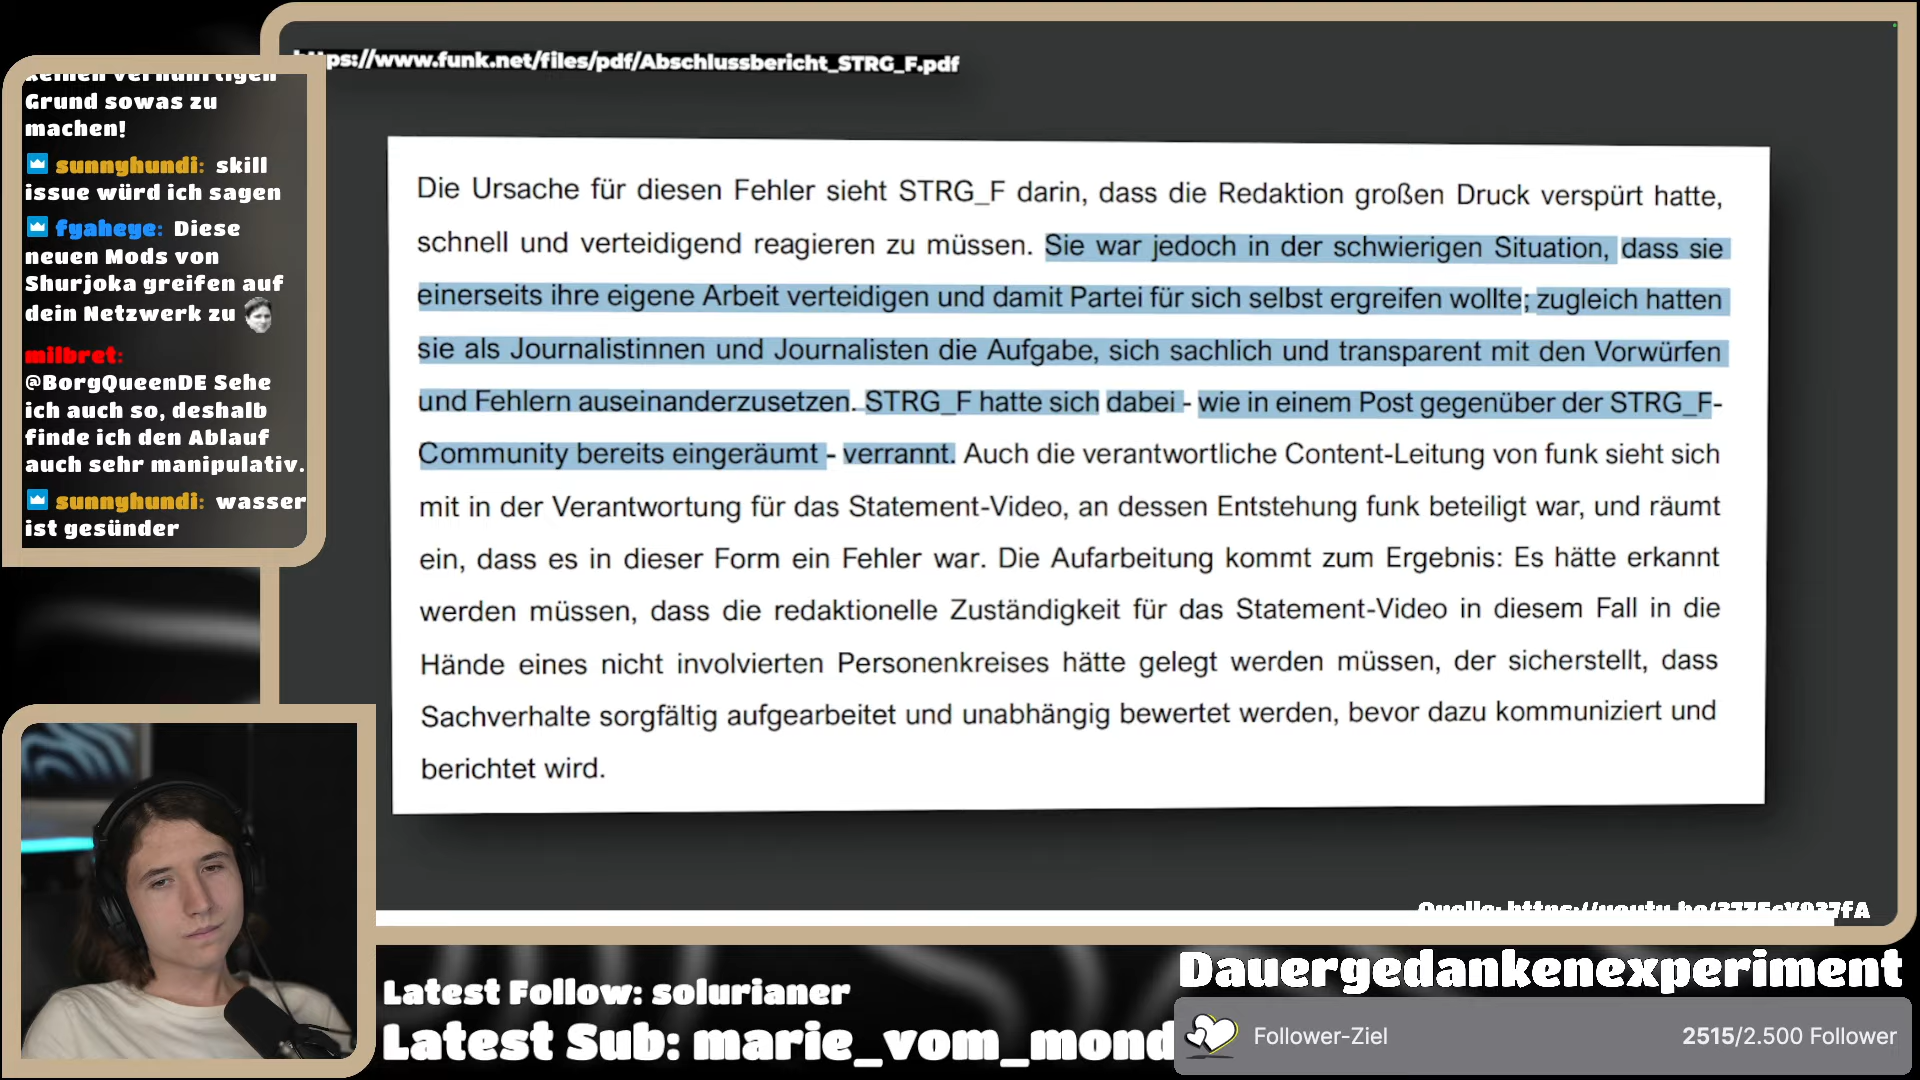 https://www.funk.net/files/pdf/Abschlussbericht_STRG_F.pdf
keinen vernünftigen
Grund sowas zu
machen!
sunnyhundi: skill
issue würd ich sagen
fyaheye: Diese
neuen Mods von
Shurjoka greifen auf
dein Netzwerk zu
milbret:
@BorgQueenDE Sehe
ich auch so, deshalb
finde ich den Ablauf
auch sehr manipulativ.
sunnyhundi: wasser
ist gesünder
Die Ursache für diesen Fehler sieht STRG_F darin, dass die Redaktion großen Druck verspürt hatte,
schnell und verteidigend reagieren zu müssen. Sie war jedoch in der schwierigen Situation, dass sie
einerseits ihre eigene Arbeit verteidigen und damit Partei für sich selbst ergreifen wollte; zugleich hatten
sie als Journalistinnen und Journalisten die Aufgabe, sich sachlich und transparent mit den Vorwürfen
und Fehlern auseinanderzusetzen. STRG_F hatte sich dabei - wie in einem Post gegenüber der STRG_F-
Community bereits eingeräumt - verrannt. Auch die verantwortliche Content-Leitung von funk sieht sich
mit in der Verantwortung für das Statement-Video, an dessen Entstehung funk beteiligt war, und räumt
ein, dass es in dieser Form ein Fehler war. Die Aufarbeitung kommt zum Ergebnis: Es hätte erkannt
werden müssen, dass die redaktionelle Zuständigkeit für das Statement-Video in diesem Fall in die
Hände eines nicht involvierten Personenkreises hätte gelegt werden müssen, der sicherstellt, dass
Sachverhalte sorgfältig aufgearbeitet und unabhängig bewertet werden, bevor dazu kommuniziert und
berichtet wird.
Quelle:
Dauergedankenexperiment
Latest Follow: solurianer
Latest Sub: marie_vom_mond
Follower-Ziel
2515/2.500 Follower